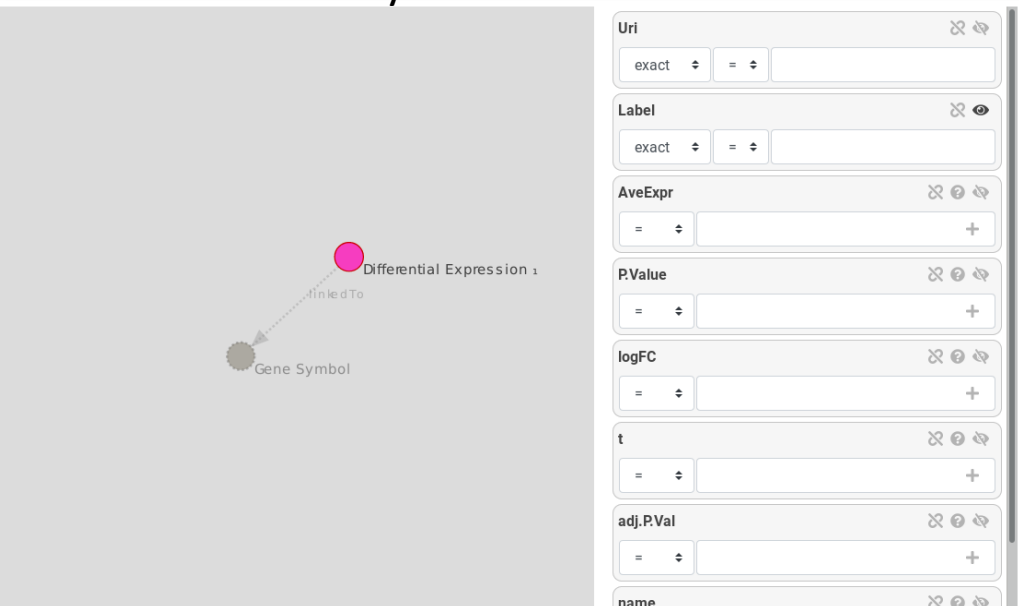 Uri
exact =
Label
exact =
AveExpr
=
P.Value
=
Differential Expression ₁
linkedTo
Gene Symbol
logFC
=
t
=
adj.P.Val
=
name